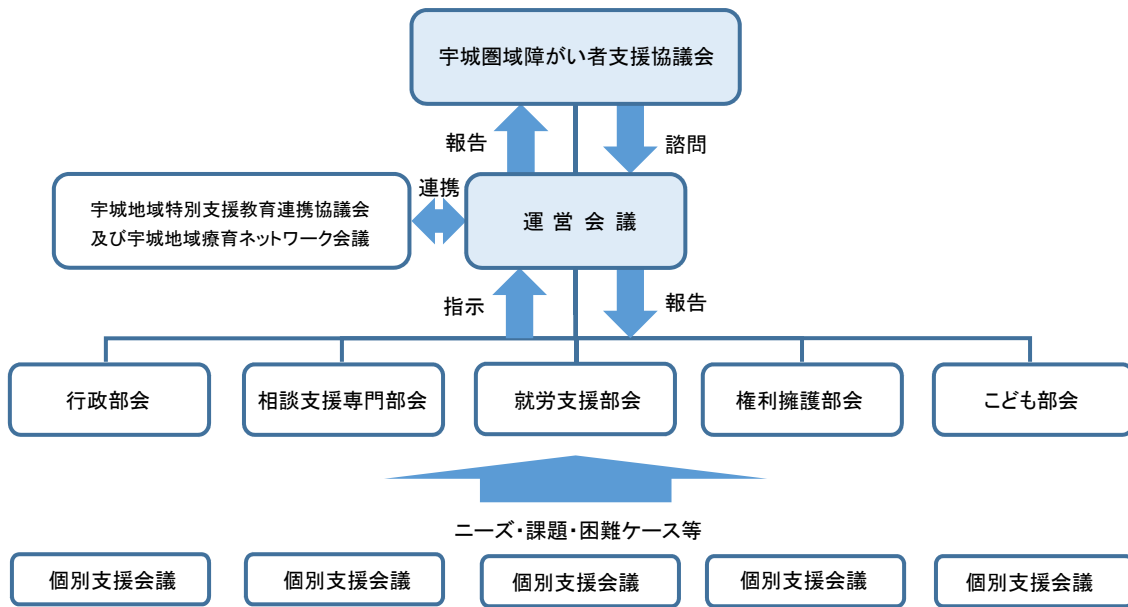 宇城圏域障がい者支援協議会
報告
諮問
連携
宇城地域特別支援教育連携協議会
及び宇城地域療育ネットワーク会議
運 営 会 議
指示
報告
行政部会
相談支援専門部会
就労支援部会
権利擁護部会
こども部会
ニーズ・課題・困難ケース等
個別支援会議
個別支援会議
個別支援会議
個別支援会議
個別支援会議